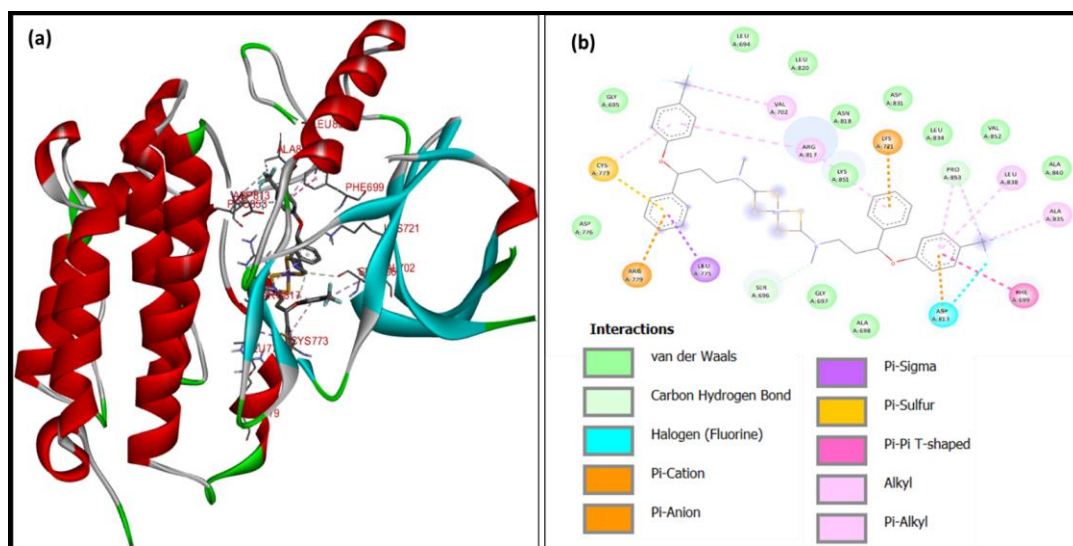 (a)
PHE699
CYS773
(b)
LEU
A:694
LEU
A:820
GLY
A:695
VAL
A:702
ASN
A:818
ASP
A:831
LYS
A:721
LEU
A:834
VAL
A:852
ARG
A:817
LYS
A:851
PRO
A:853
LEU
A:838
ALA
A:840
CYS
A:773
ALA
A:835
ASP
A:776
ARG
A:779
LEU
A:775
SER
A:696
GLY
A:697
ALA
A:698
ASP
A:813
PHE
A:699
O
O
Interactions
van der Waals
Carbon Hydrogen Bond
Halogen (Fluorine)
Pi-Cation
Pi-Anion
Pi-Sigma
Pi-Sulfur
Pi-Pi T-shaped
Alkyl
Pi-Alkyl